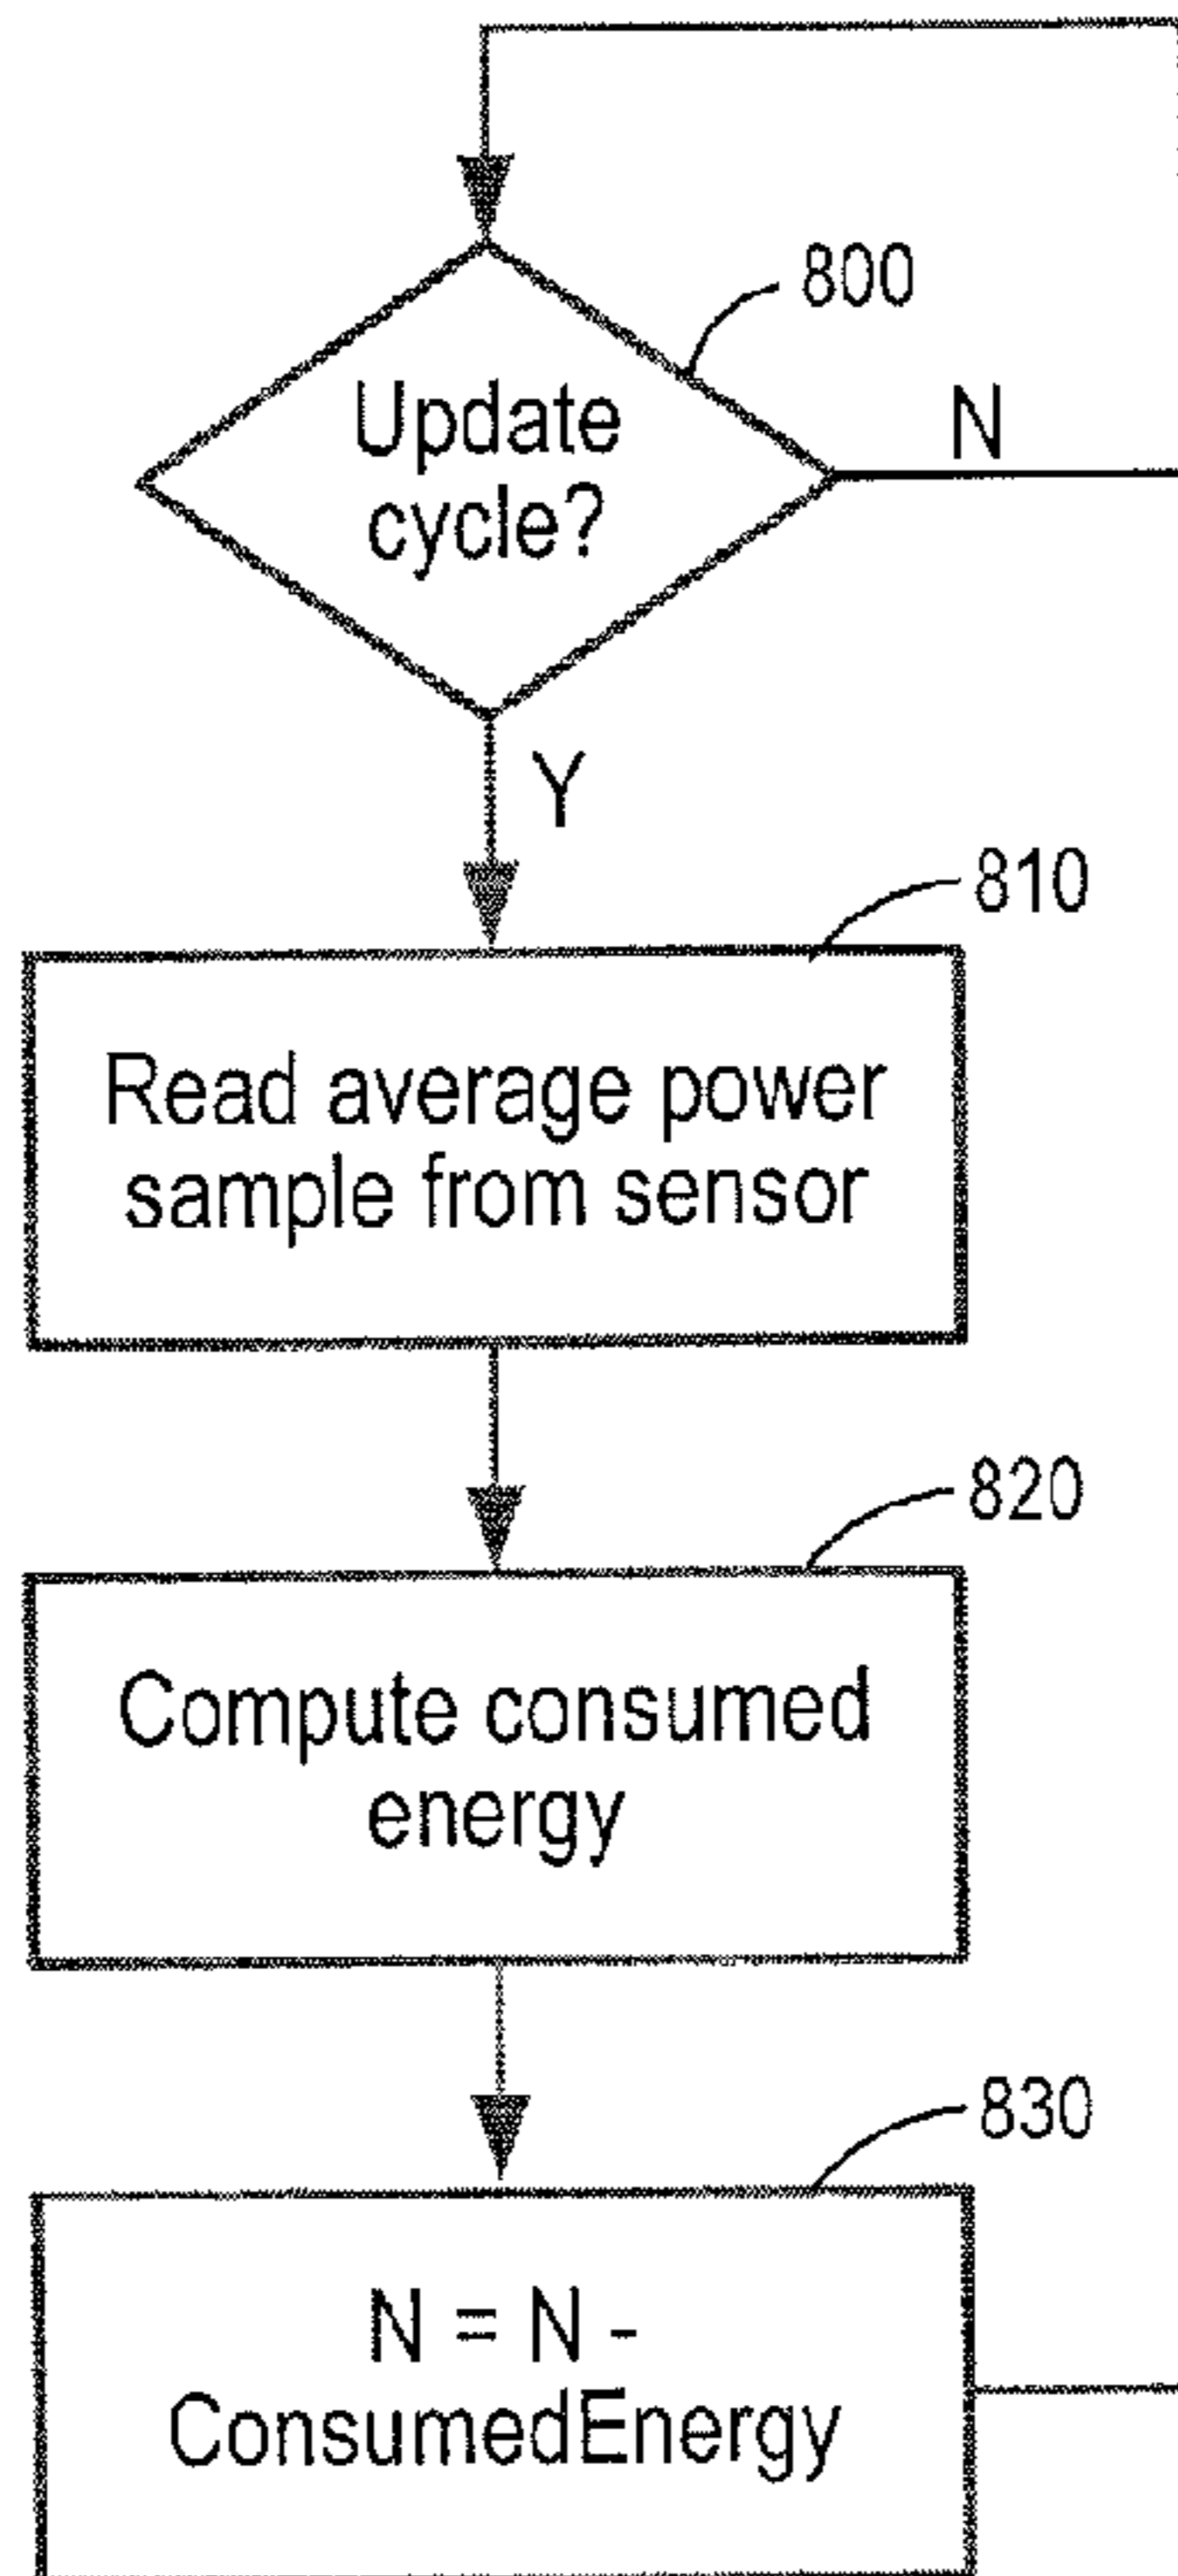 800
Update
cycle?
N
Y
810
Read average power
sample from sensor
820
Compute consumed
energy
830
N = N -
ConsumedEnergy